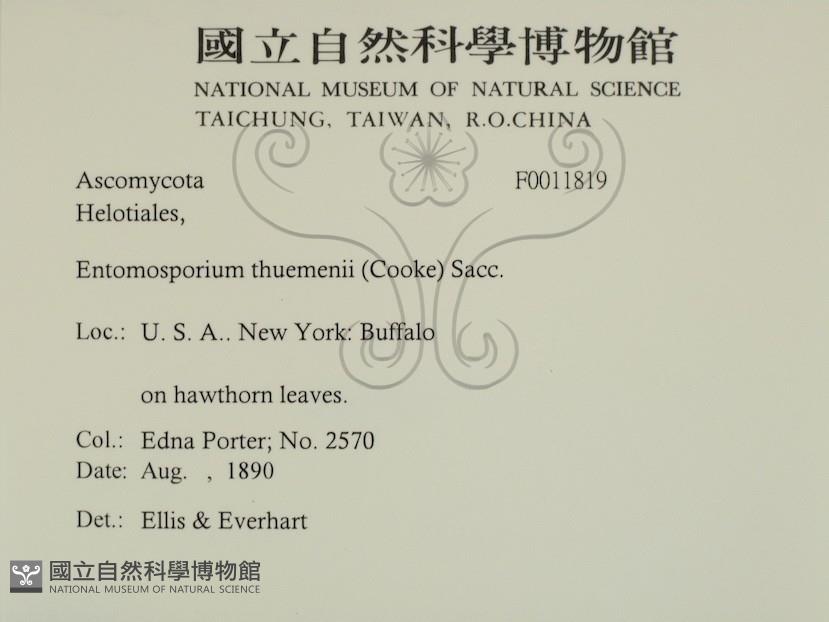 國立自然科學博物館
NATIONAL MUSEUM OF NATURAL SCIENCE
TAICHUNG, TAIWAN, R.O.CHINA
Ascomycota F0011819
Helotiales,
Entomosporium thuemenii (Cooke) Sacc.
Loc.: U. S. A.. New York: Buffalo
on hawthorn leaves.
Col.: Edna Porter; No. 2570
Date: Aug. , 1890
Det.: Ellis & Everhart
國立自然科學博物館
NATIONAL MUSEUM OF NATURAL SCIENCE